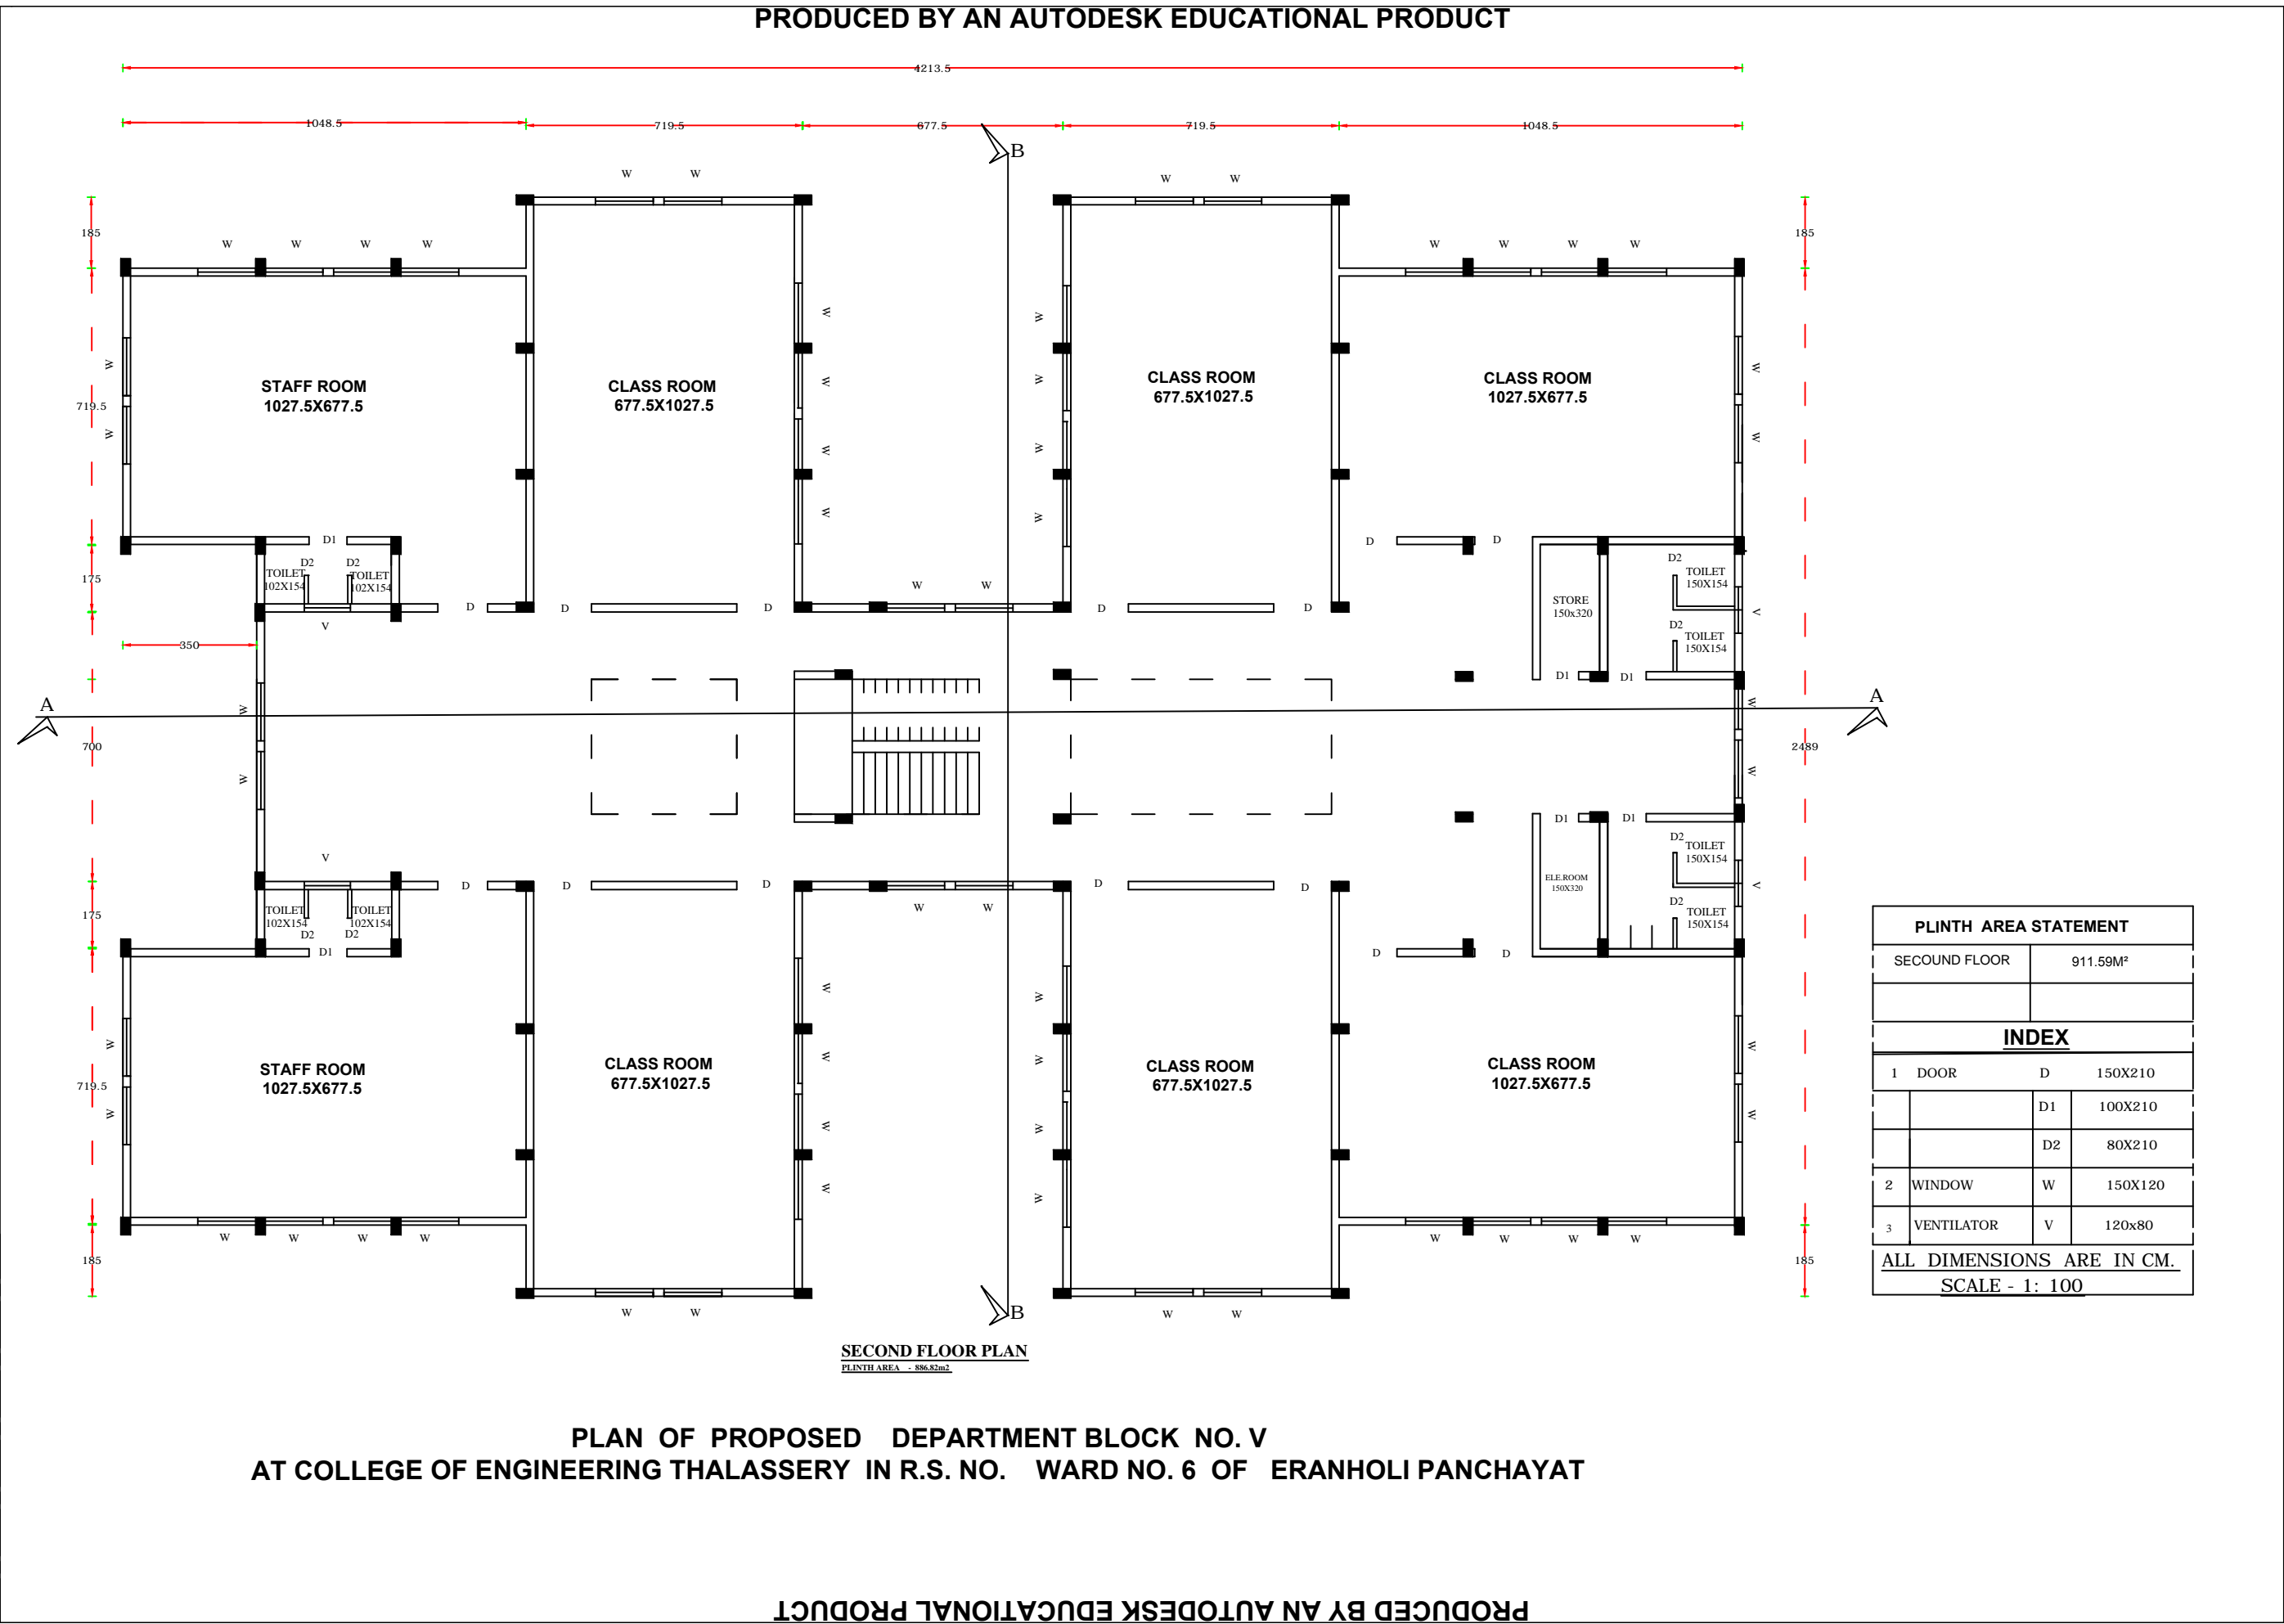 PRODUCED BY AN AUTODESK EDUCATIONAL PRODUCT
4213.5
1048.5
719.5
677.5
719.5
1048.5
B
W W
W W
185
185
W W W W
W W W W
W
W
W
W
W
W
W
W
W
W
W
W
719.5
STAFF ROOM
1027.5X677.5
CLASS ROOM
677.5X1027.5
CLASS ROOM
677.5X1027.5
CLASS ROOM
1027.5X677.5
D1
D
D
D2 D2
TOILET
102X154
TOILET
102X154
175
D2
TOILET
150X154
STORE
150x320
D D D
W W
D D
V
V
D2
TOILET
150X154
350
D1 D1
A
A
W
W
W
W
700
2489
D1 D1
V
V
D D D
D D
W W
D2
TOILET
150X154
ELE.ROOM
150X320
D2
TOILET
150X154
175
TOILET
102X154
TOILET
102X154
D2 D2
D1
D
D
W
W
W
W
W
W
W
W
W
W
W
W
719.5
STAFF ROOM
1027.5X677.5
CLASS ROOM
677.5X1027.5
CLASS ROOM
677.5X1027.5
CLASS ROOM
1027.5X677.5
W W W W
W W W W
185
185
W W
W W
B
SECOND FLOOR PLAN
PLINTH AREA - 886.82m2
PLINTH AREA STATEMENT
SECOUND FLOOR 911.59M²
INDEX
1 DOOR D 150X210
D1 100X210
D2 80X210
2 WINDOW W 150X120
3 VENTILATOR V 120x80
ALL DIMENSIONS ARE IN CM.
SCALE - 1: 100
PLAN OF PROPOSED DEPARTMENT BLOCK NO. V
AT COLLEGE OF ENGINEERING THALASSERY IN R.S. NO. WARD NO. 6 OF ERANHOLI PANCHAYAT
PRODUCED BY AN AUTODESK EDUCATIONAL PRODUCT